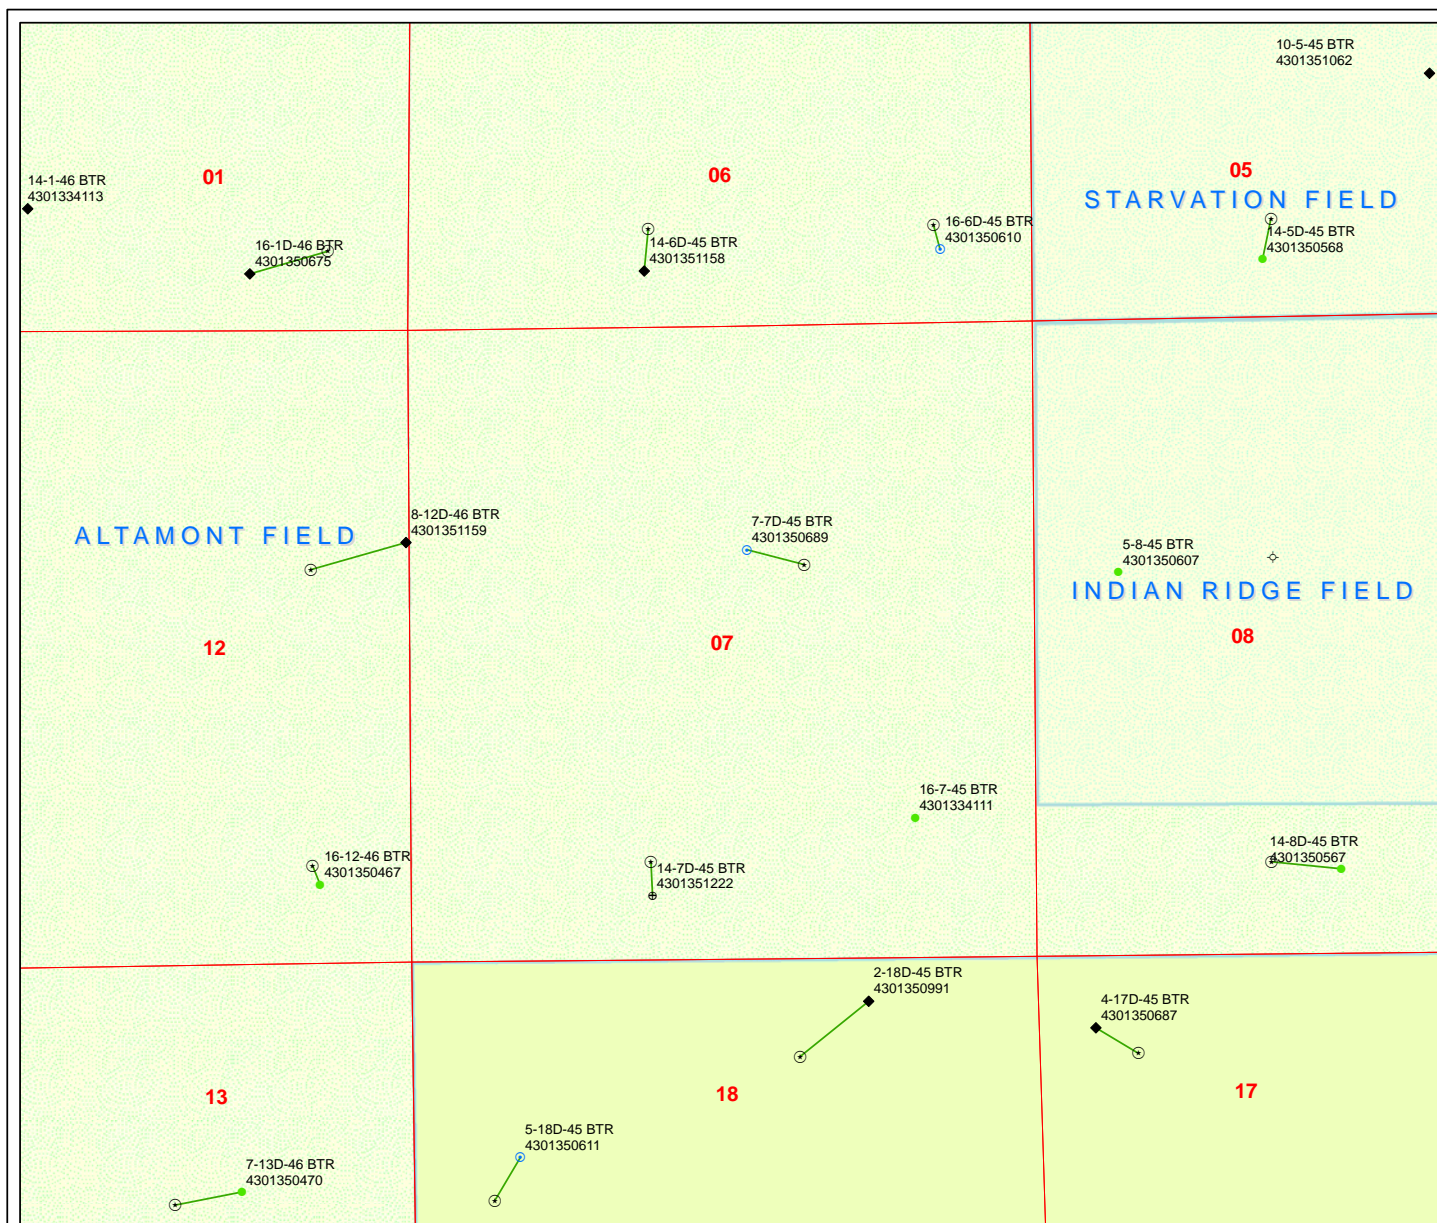 10-5-45 BTR
4301351062
14-1-46 BTR
4301334113
01
06
05
STARVATION FIELD
16-1D-46 BTR
4301350675
14-6D-45 BTR
4301351158
16-6D-45 BTR
4301350610
14-5D-45 BTR
4301350568
8-12D-46 BTR
4301351159
ALTAMONT FIELD
7-7D-45 BTR
4301350689
5-8-45 BTR
4301350607
INDIAN RIDGE FIELD
12
07
08
16-7-45 BTR
4301334111
16-12-46 BTR
4301350467
14-7D-45 BTR
4301351222
14-8D-45 BTR
4301350567
2-18D-45 BTR
4301350991
4-17D-45 BTR
4301350687
13
18
17
5-18D-45 BTR
4301350611
7-13D-46 BTR
4301350470